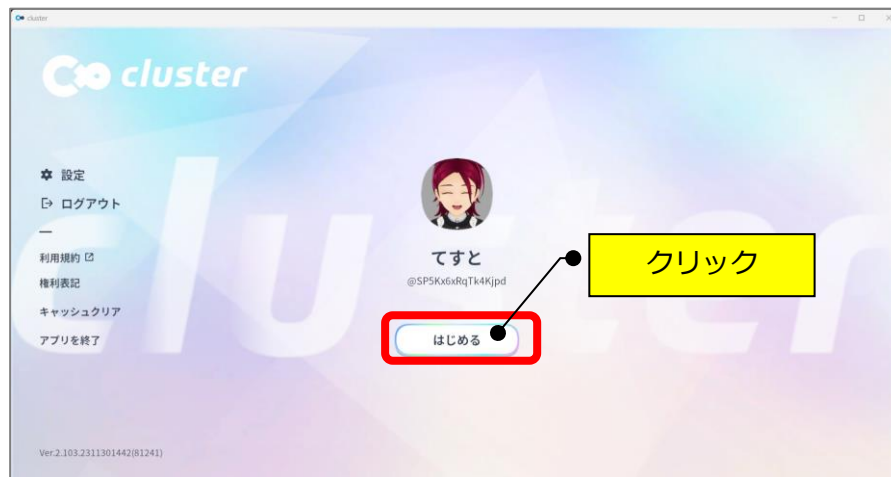 cluster
cluster
設定
ログアウト
利用規約
権利表記
キャッシュクリア
アプリを終了
てすと
@SP5Kx6xRqTk4Kjpd
はじめる
クリック
cluster
Ver.2.103.2311301442(81241)